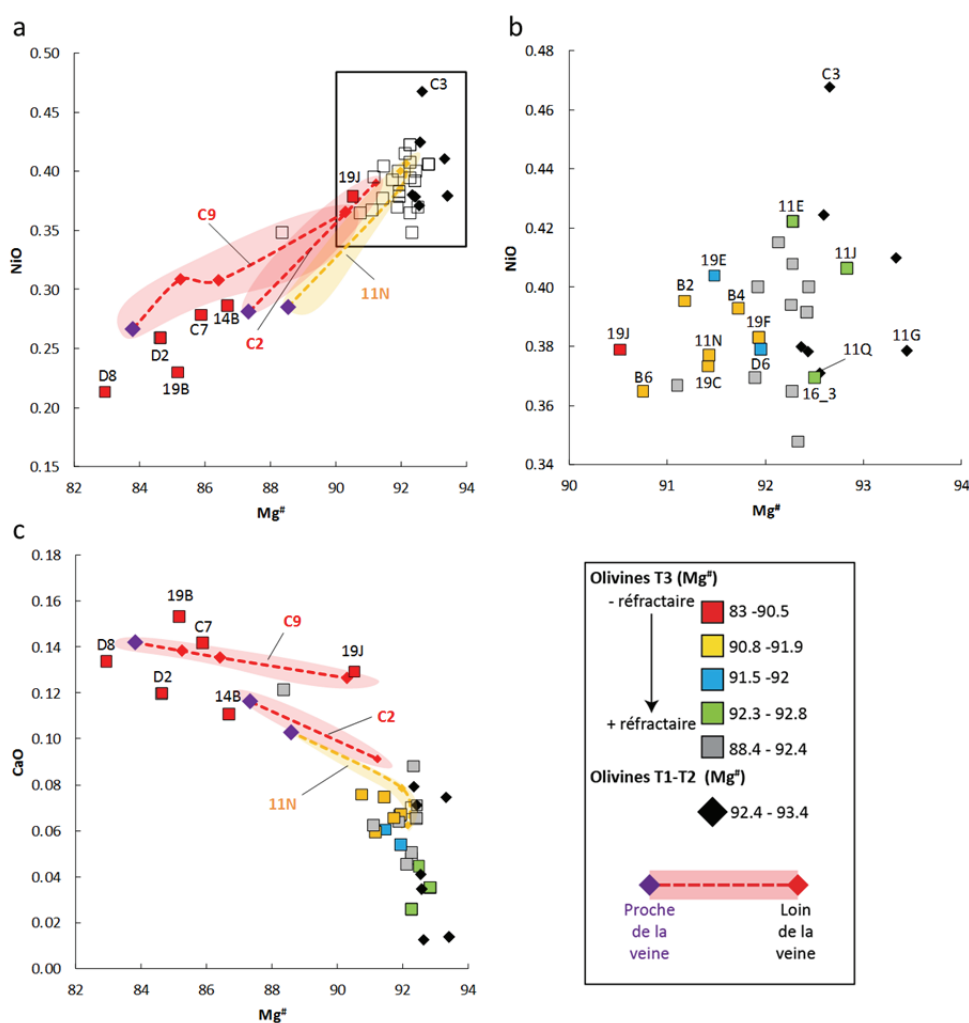 a
0.50
0.45
0.40
0.35
0.30
0.25
0.20
0.15
NiO
82
84
86
88
90
92
94
Mg#
C3
19J
C9
11N
C2
14B
C7
D2
19B
D8
b
0.48
0.46
0.44
0.42
0.40
0.38
0.36
0.34
NiO
90
91
92
93
94
Mg#
C3
11E
19E
11J
B2
B4
19F
19J
11N
11G
D6
11Q
19C
B6
16_3
c
0.18
0.16
0.14
0.12
0.10
0.08
0.06
0.04
0.02
0.00
CaO
82
84
86
88
90
92
94
Mg#
19B
C7
C9
D8
19J
D2
14B
C2
11N
Olivines T3 (Mg#)
- réfractaire
83 -90.5
90.8 -91.9
91.5 -92
+ réfractaire
92.3 - 92.8
88.4 - 92.4
Olivines T1-T2 (Mg#)
92.4 - 93.4
Proche
de la
veine
Loin
de la
veine